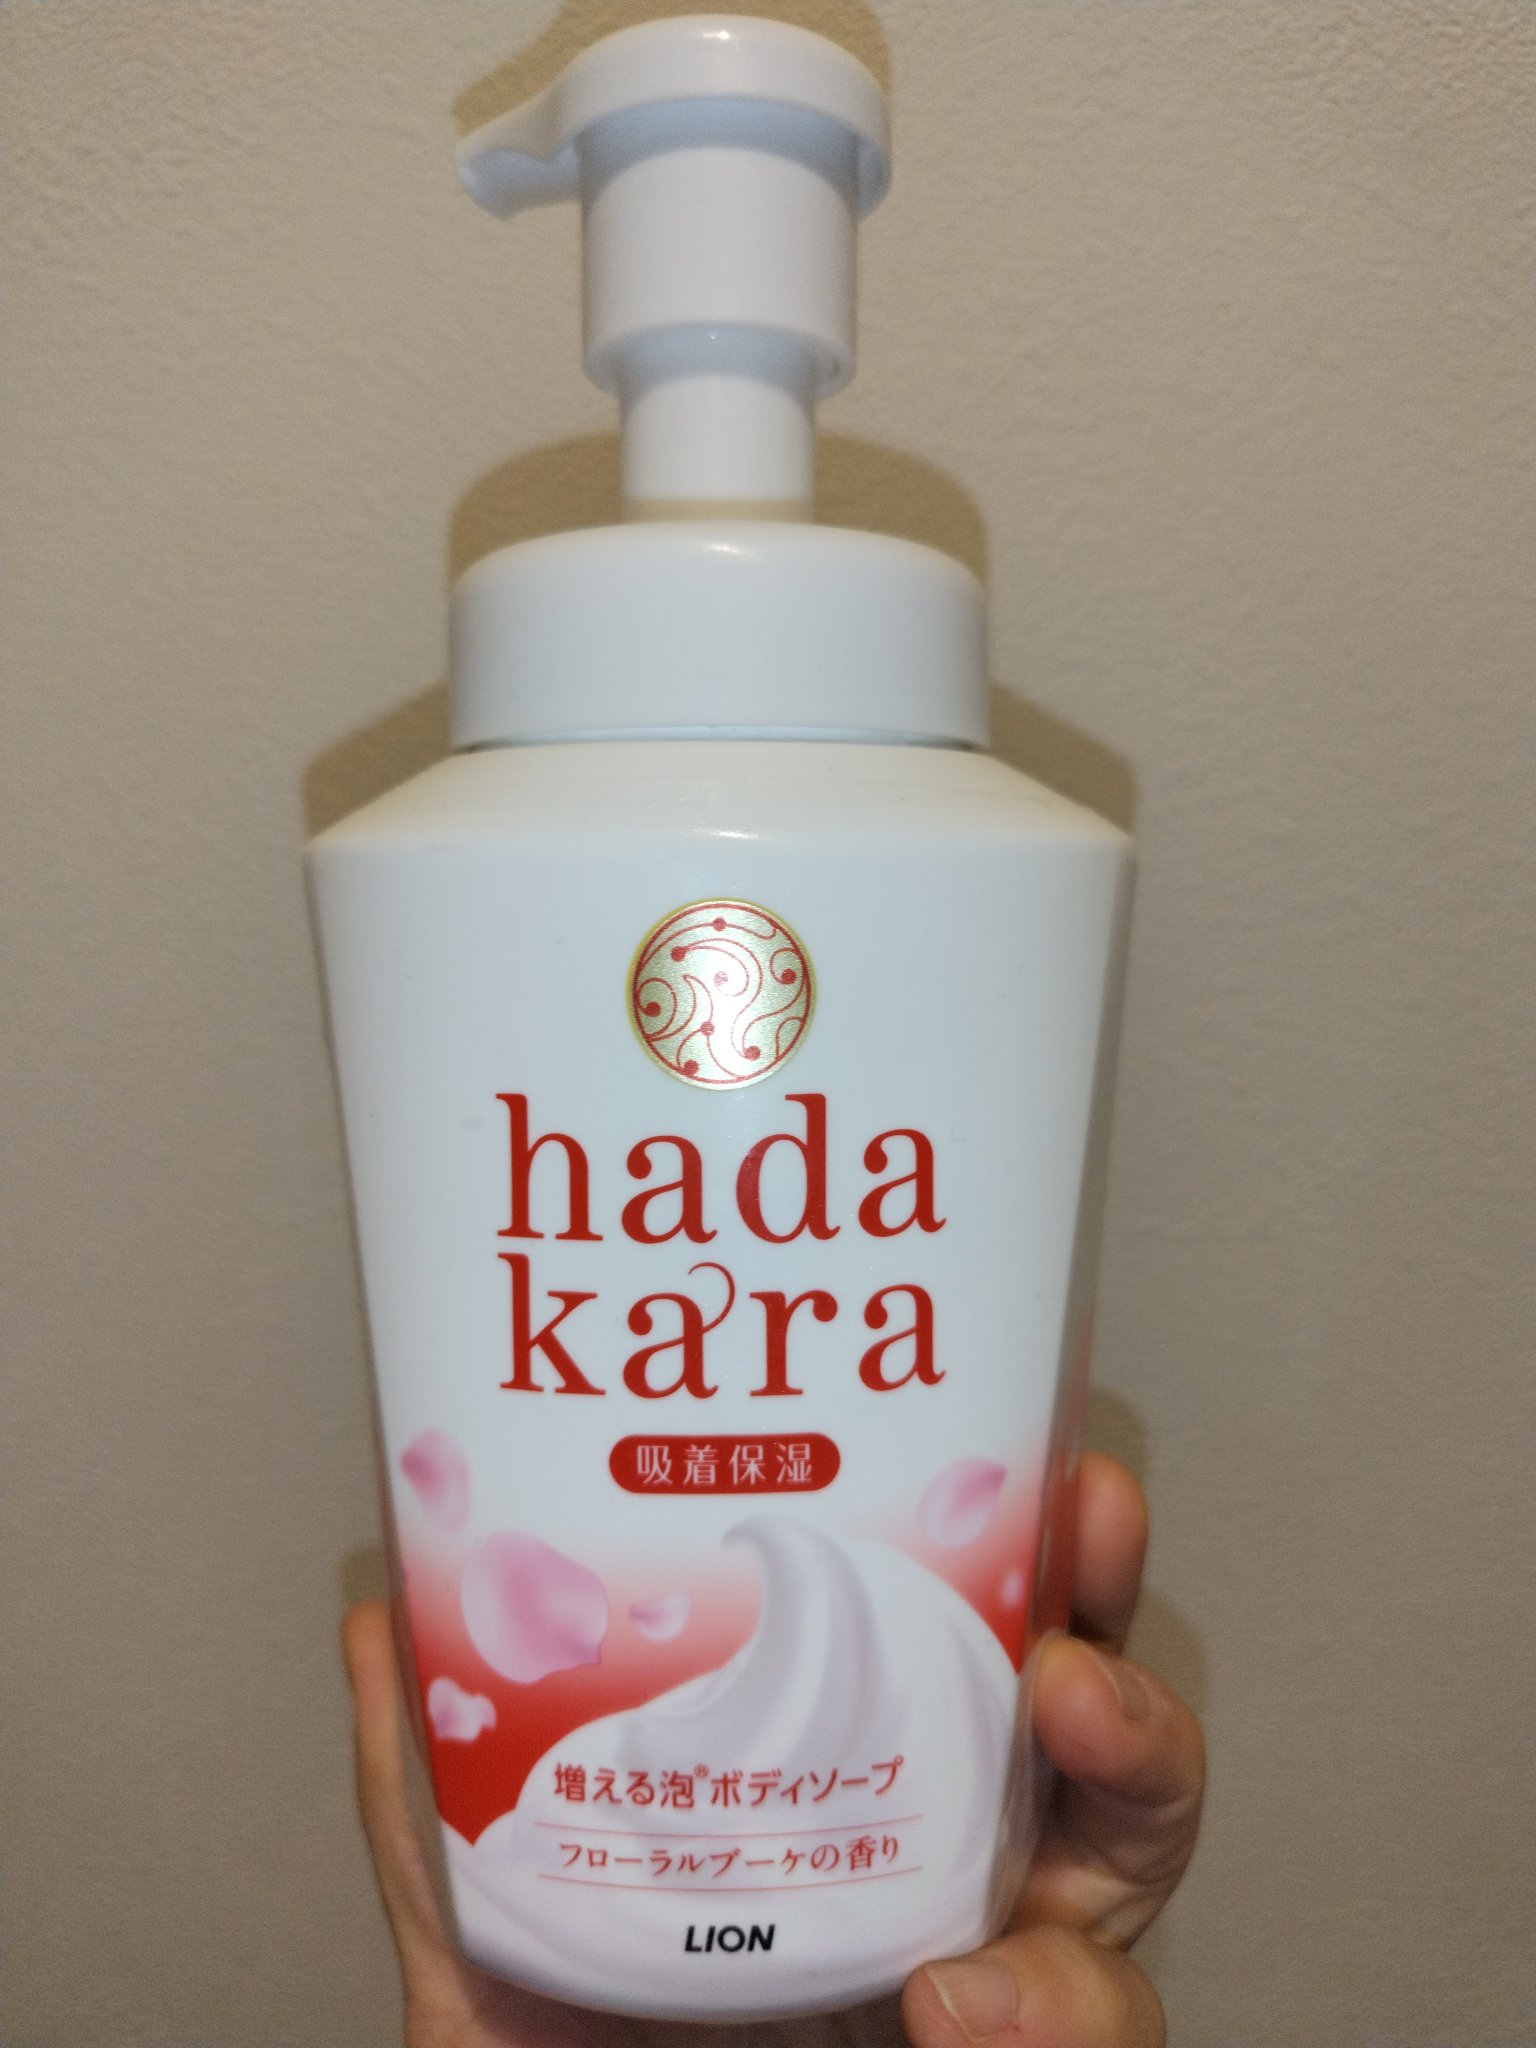 hada
kara
吸着保湿
増える泡®ボディソープ
フローラルブーケの香り
LION